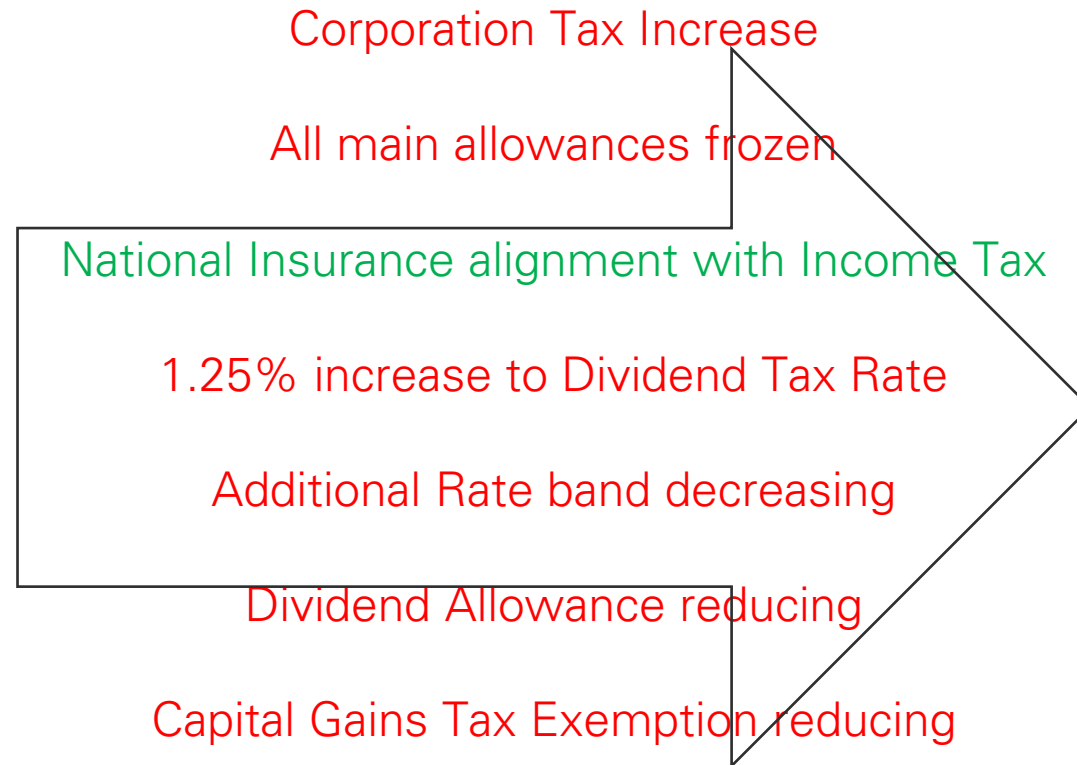 Corporation Tax Increase
All main allowances frozen
National Insurance alignment with Income Tax
1.25% increase to Dividend Tax Rate
Additional Rate band decreasing
Dividend Allowance reducing
Capital Gains Tax Exemption reducing